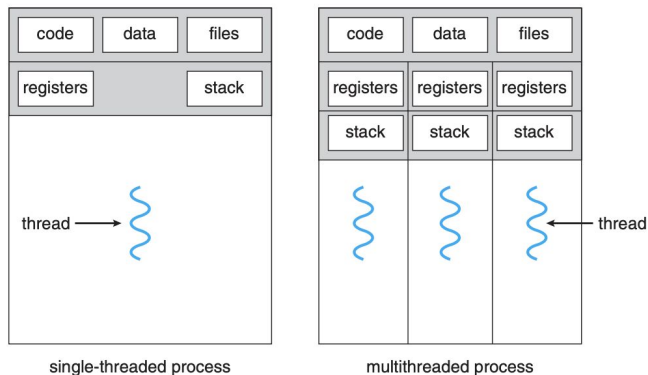 code data files
registers stack
thread
single-threaded process
code data files
registers registers registers
stack stack stack
thread
multithreaded process